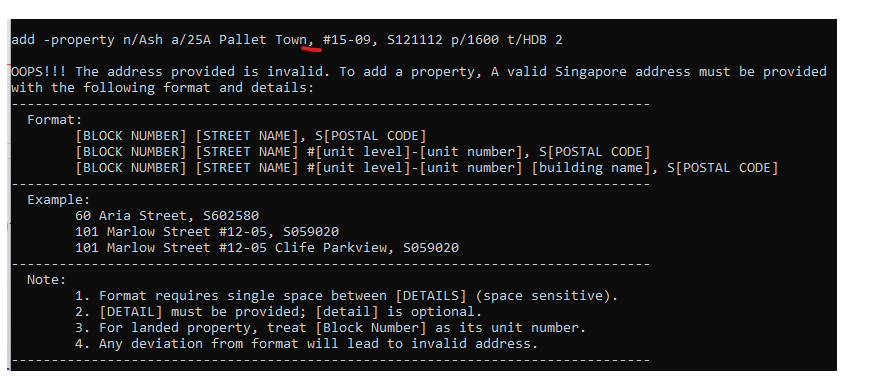 add -property n/Ash a/25A Pallet Town, #15-09, S121112 p/1600 t/HDB 2
OOPS!!! The address provided is invalid. To add a property, A valid Singapore address must be provided
with the following format and details:
--------------------------------------------------------------------------------
Format:
[BLOCK NUMBER] [STREET NAME], S[POSTAL CODE]
[BLOCK NUMBER] [STREET NAME] #[unit level]-[unit number], S[POSTAL CODE]
[BLOCK NUMBER] [STREET NAME] #[unit level]-[unit number] [building name], S[POSTAL CODE]
--------------------------------------------------------------------------------
Example:
60 Aria Street, S602580
101 Marlow Street #12-05, S059020
101 Marlow Street #12-05 Clife Parkview, S059020
--------------------------------------------------------------------------------
Note:
1. Format requires single space between [DETAILS] (space sensitive).
2. [DETAIL] must be provided; [detail] is optional.
3. For landed property, treat [Block Number] as its unit number.
4. Any deviation from format will lead to invalid address.
--------------------------------------------------------------------------------